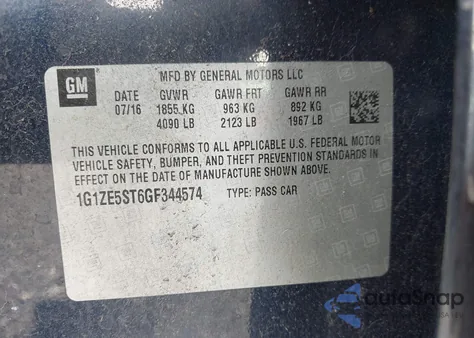 GM
MFD BY GENERAL MOTORS LLC
DATE GVWR GAWR FRT GAWR RR
07/16 1855 KG 963 KG 892 KG
4090 LB 2123 LB 1967 LB
THIS VEHICLE CONFORMS TO ALL APPLICABLE U.S. FEDERAL MOTOR
VEHICLE SAFETY, BUMPER, AND THEFT PREVENTION STANDARDS IN
EFFECT ON THE DATE OF MANUFACTURE SHOWN ABOVE.
1G1ZE5ST6GF344574 TYPE: PASS CAR
autoSnap